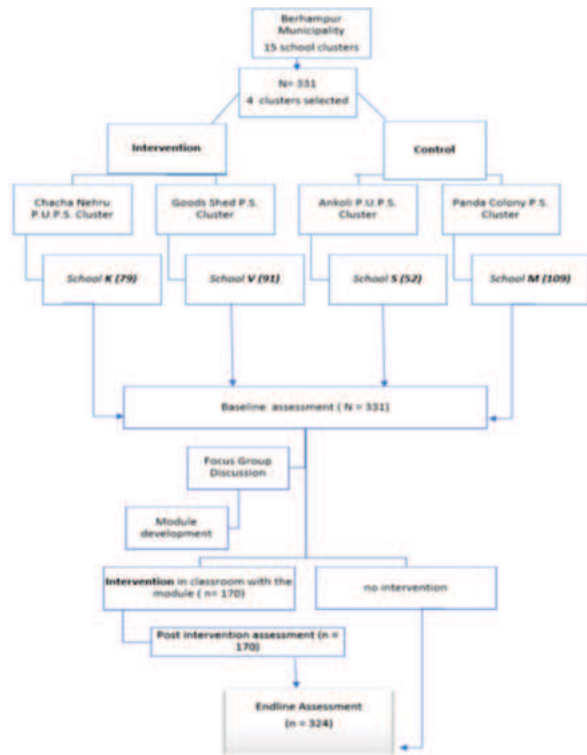 Berhampur
Municipality
15 school clusters
N= 331
4 clusters selected
Intervention
Control
Chacha Nehru
P.U.P.S. Cluster
Goods Shed P.S.
Cluster
Ankoli P.U.P.S.
Cluster
Panda Colony P.S.
Cluster
School K (79)
School V (91)
School S (52)
School M (109)
Baseline assessment ( N = 331)
Focus Group
Discussion
Module
development
Intervention in classroom with the
module ( n= 170)
no intervention
Post intervention assessment (n =
170)
Endline Assessment
(n = 324)